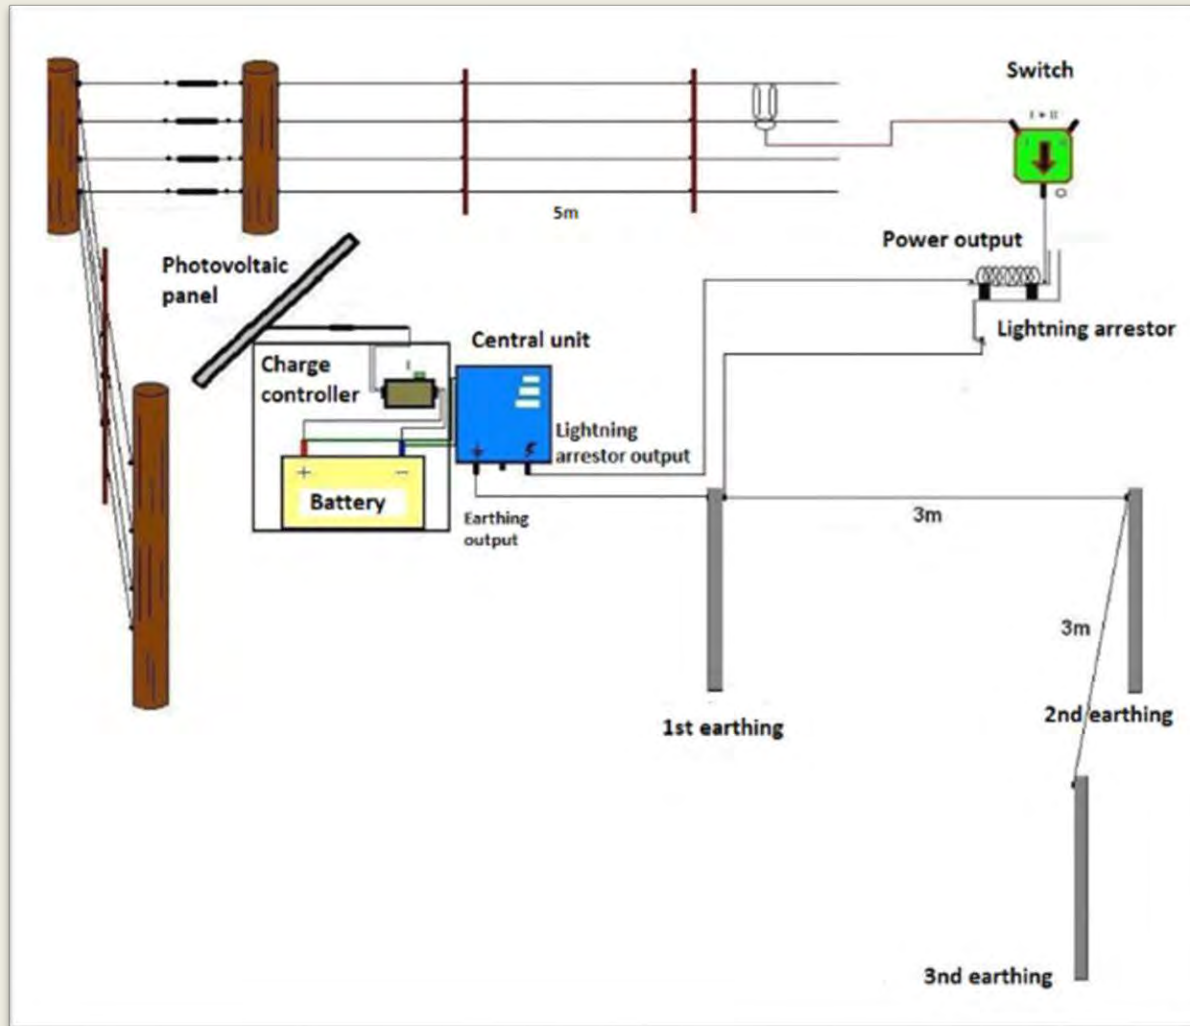 Switch
I + II
5m
O
Power output
Photovoltaic
panel
Lightning arrestor
Central unit
Charge
controller
Lightning
arrestor output
+
−
Battery
Earthing
output
3m
3m
2nd earthing
1st earthing
3nd earthing